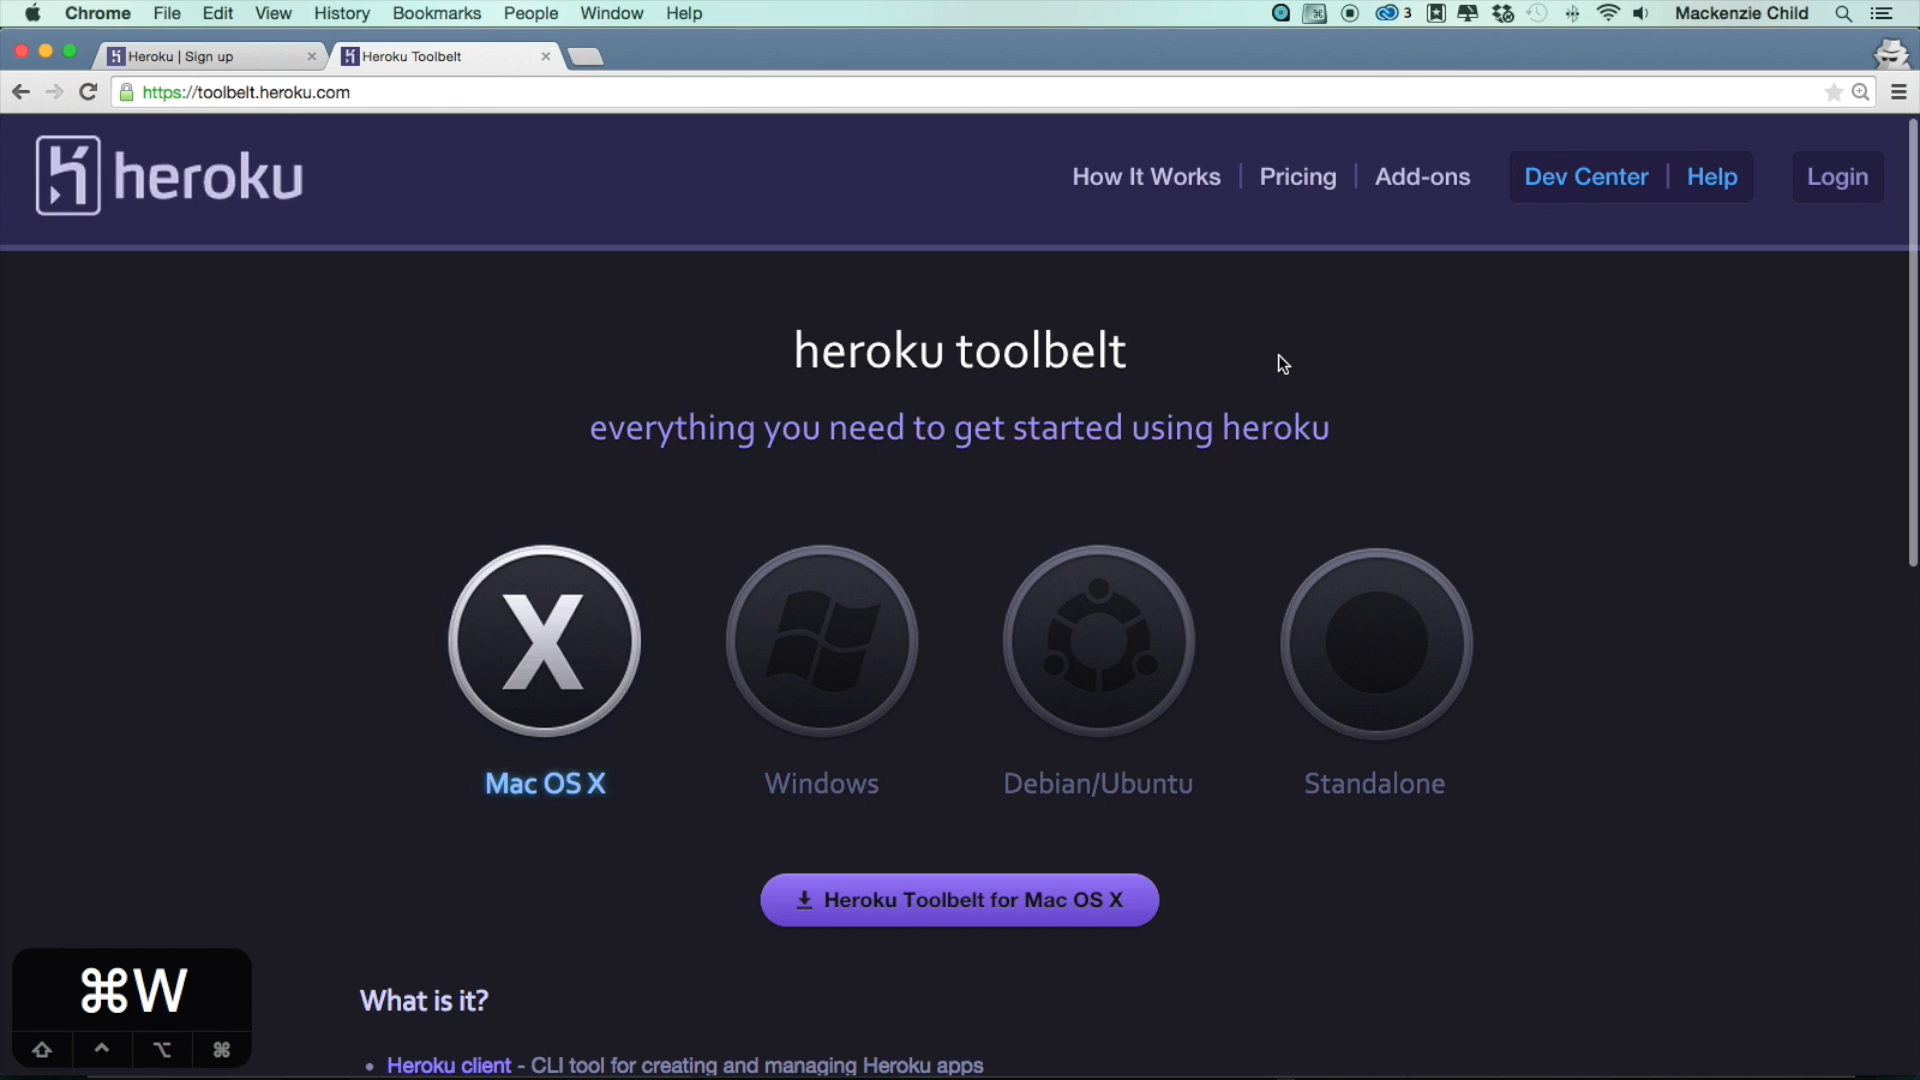 Chrome File Edit View History Bookmarks People Window Help 3 Mackenzie Child
Heroku | Sign up Heroku Toolbelt
https://toolbelt.heroku.com
heroku How It Works Pricing Add-ons Dev Center Help Login
heroku toolbelt
everything you need to get started using heroku
X
Mac OS X Windows Debian/Ubuntu Standalone
Heroku Toolbelt for Mac OS X
⌘W
What is it?
• Heroku client - CLI tool for creating and managing Heroku apps